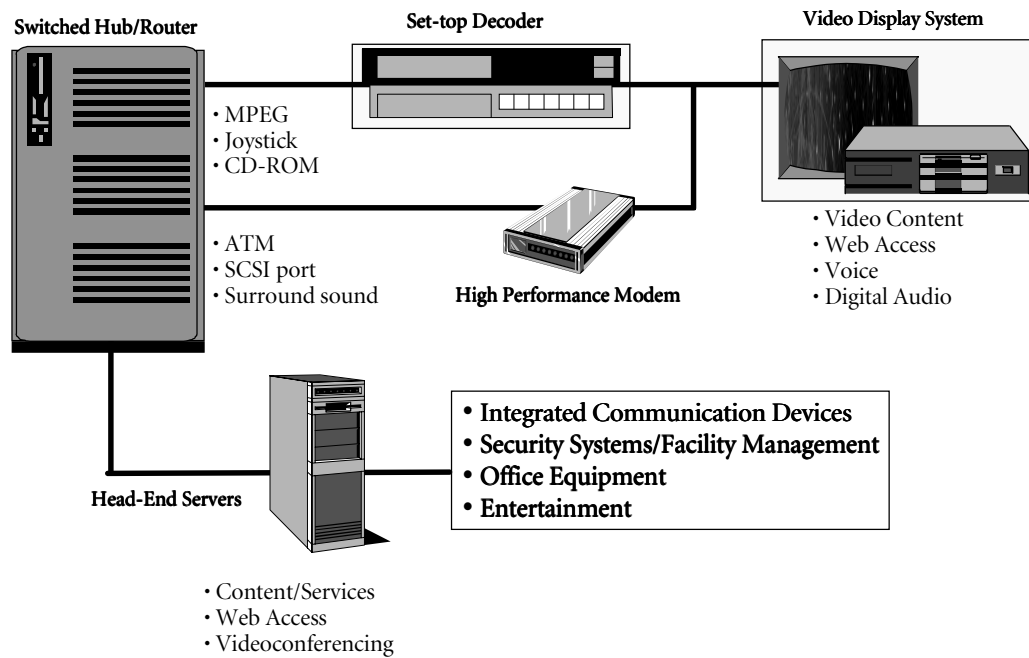 Switched Hub/Router
Set-top Decoder
Video Display System
• MPEG
• Joystick
• CD-ROM
• ATM
• SCSI port
• Surround sound
High Performance Modem
• Video Content
• Web Access
• Voice
• Digital Audio
Head-End Servers
• Integrated Communication Devices
• Security Systems/Facility Management
• Office Equipment
• Entertainment
• Content/Services
• Web Access
• Videoconferencing